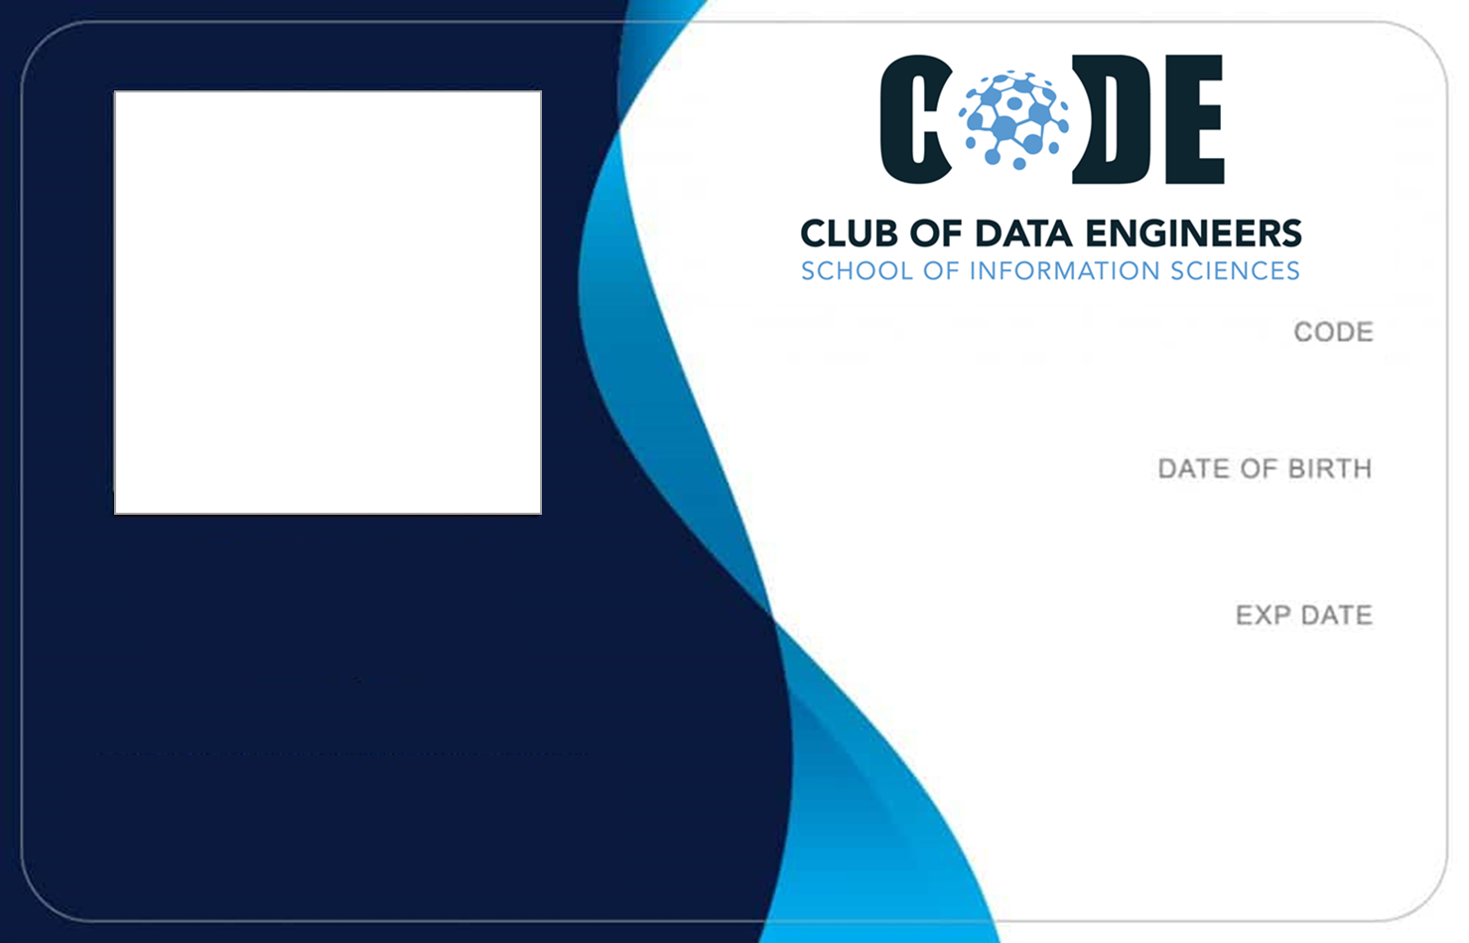 CODE
CLUB OF DATA ENGINEERS
SCHOOL OF INFORMATION SCIENCES
CODE
DATE OF BIRTH
EXP DATE